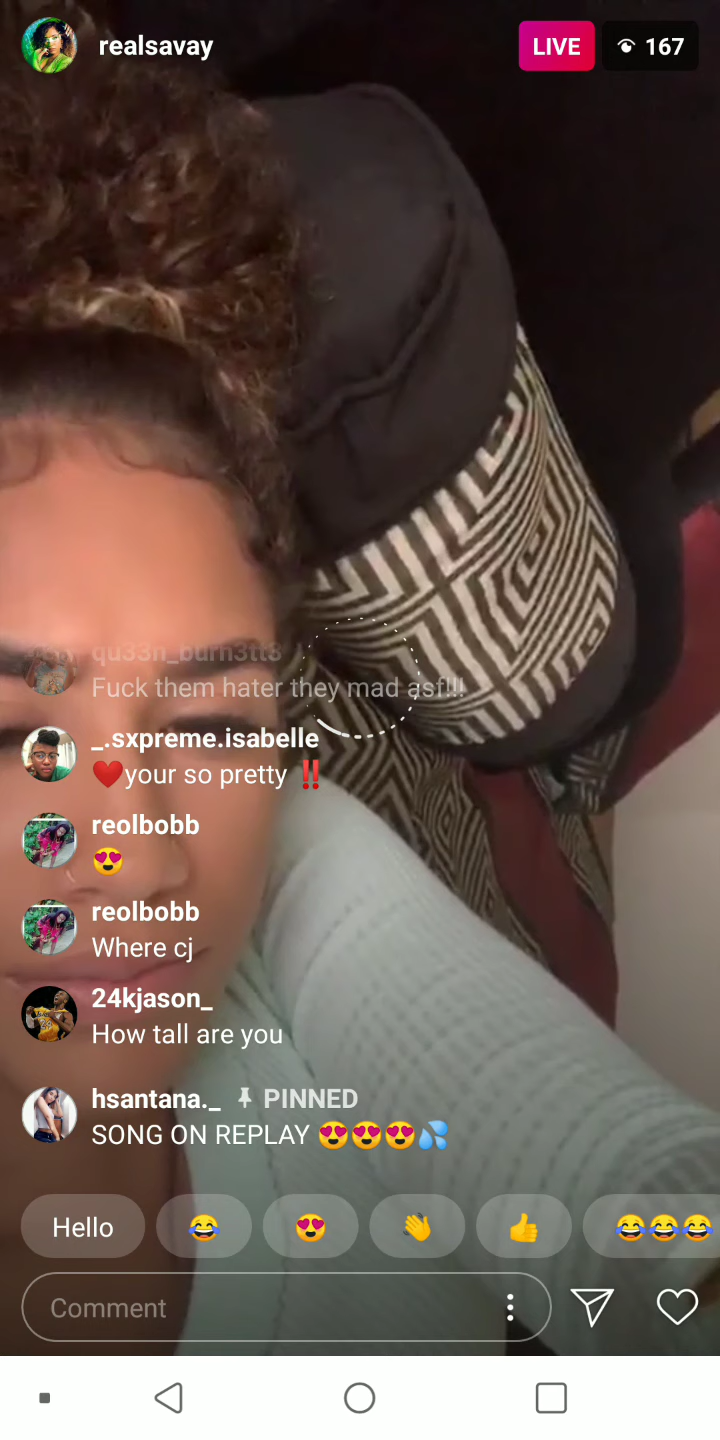 realsavay
LIVE
167
qu33n_burn3tt8
Fuck them hater they mad asf!!!
_.sxpreme.isabelle
❤️your so pretty ‼️
reolbobb
😍
reolbobb
Where cj
24kjason_
How tall are you
hsantana._ PINNED
SONG ON REPLAY 😍😍😍💦
Hello 😂 😍 👋 👍 😂😂😂
Comment